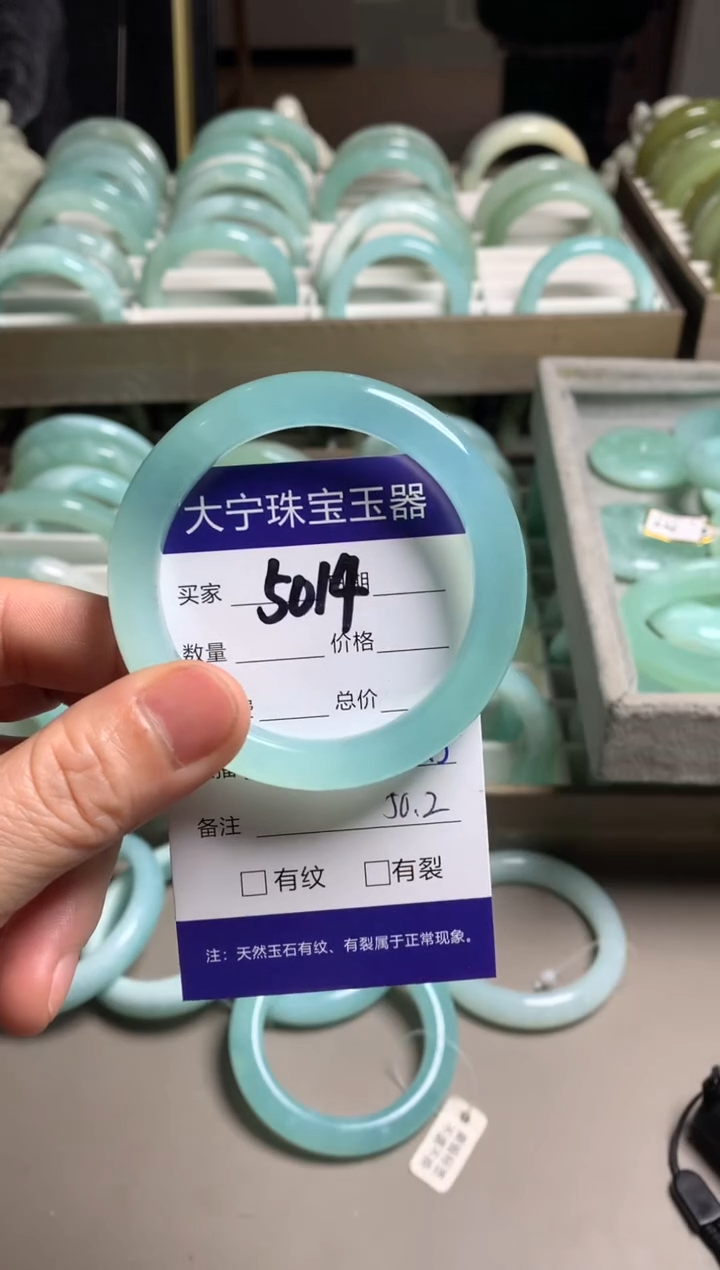 大宁珠宝玉器
买家 5014 期
数量 价格
总价
备注 50.2
□ 有纹 □ 有裂
注：天然玉石有纹、有裂属于正常现象。